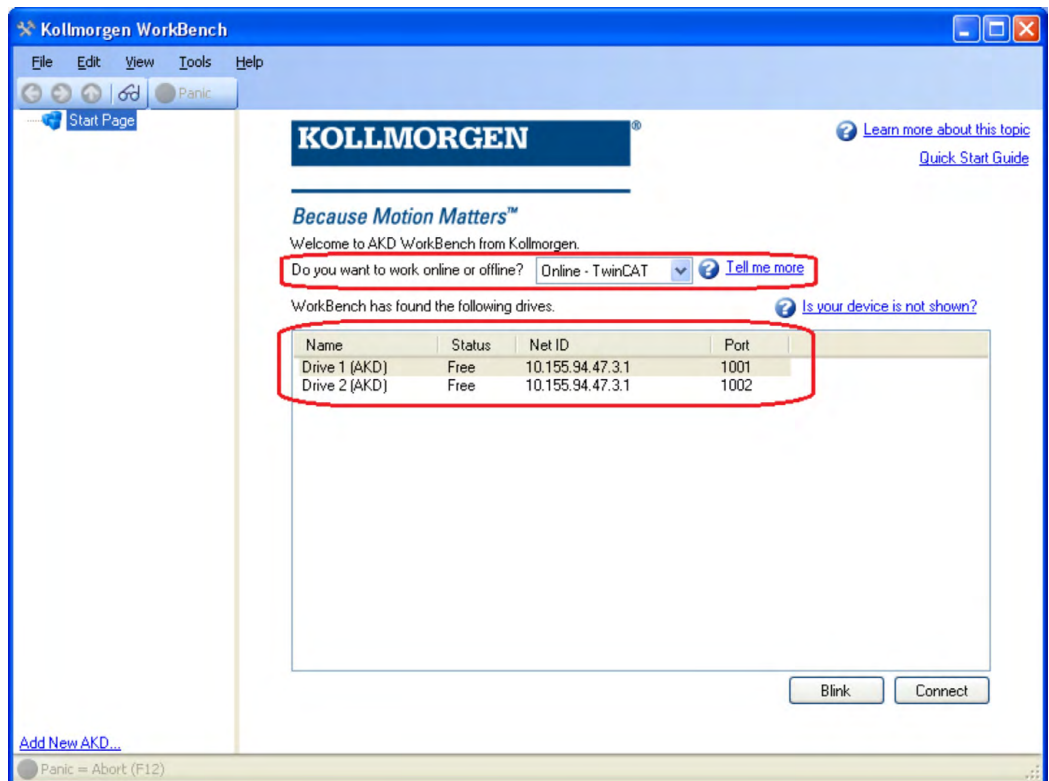 Kollmorgen WorkBench
File Edit View Tools Help
Panic
Start Page
KOLLMORGEN®
Learn more about this topic
Quick Start Guide
Because Motion Matters™
Welcome to AKD WorkBench from Kollmorgen.
Do you want to work online or offline? Online - TwinCAT Tell me more
WorkBench has found the following drives. Is your device is not shown?
Name Status Net ID Port
Drive 1 (AKD) Free 10.155.94.47.3.1 1001
Drive 2 (AKD) Free 10.155.94.47.3.1 1002
Blink Connect
Add New AKD...
Panic = Abort (F12)